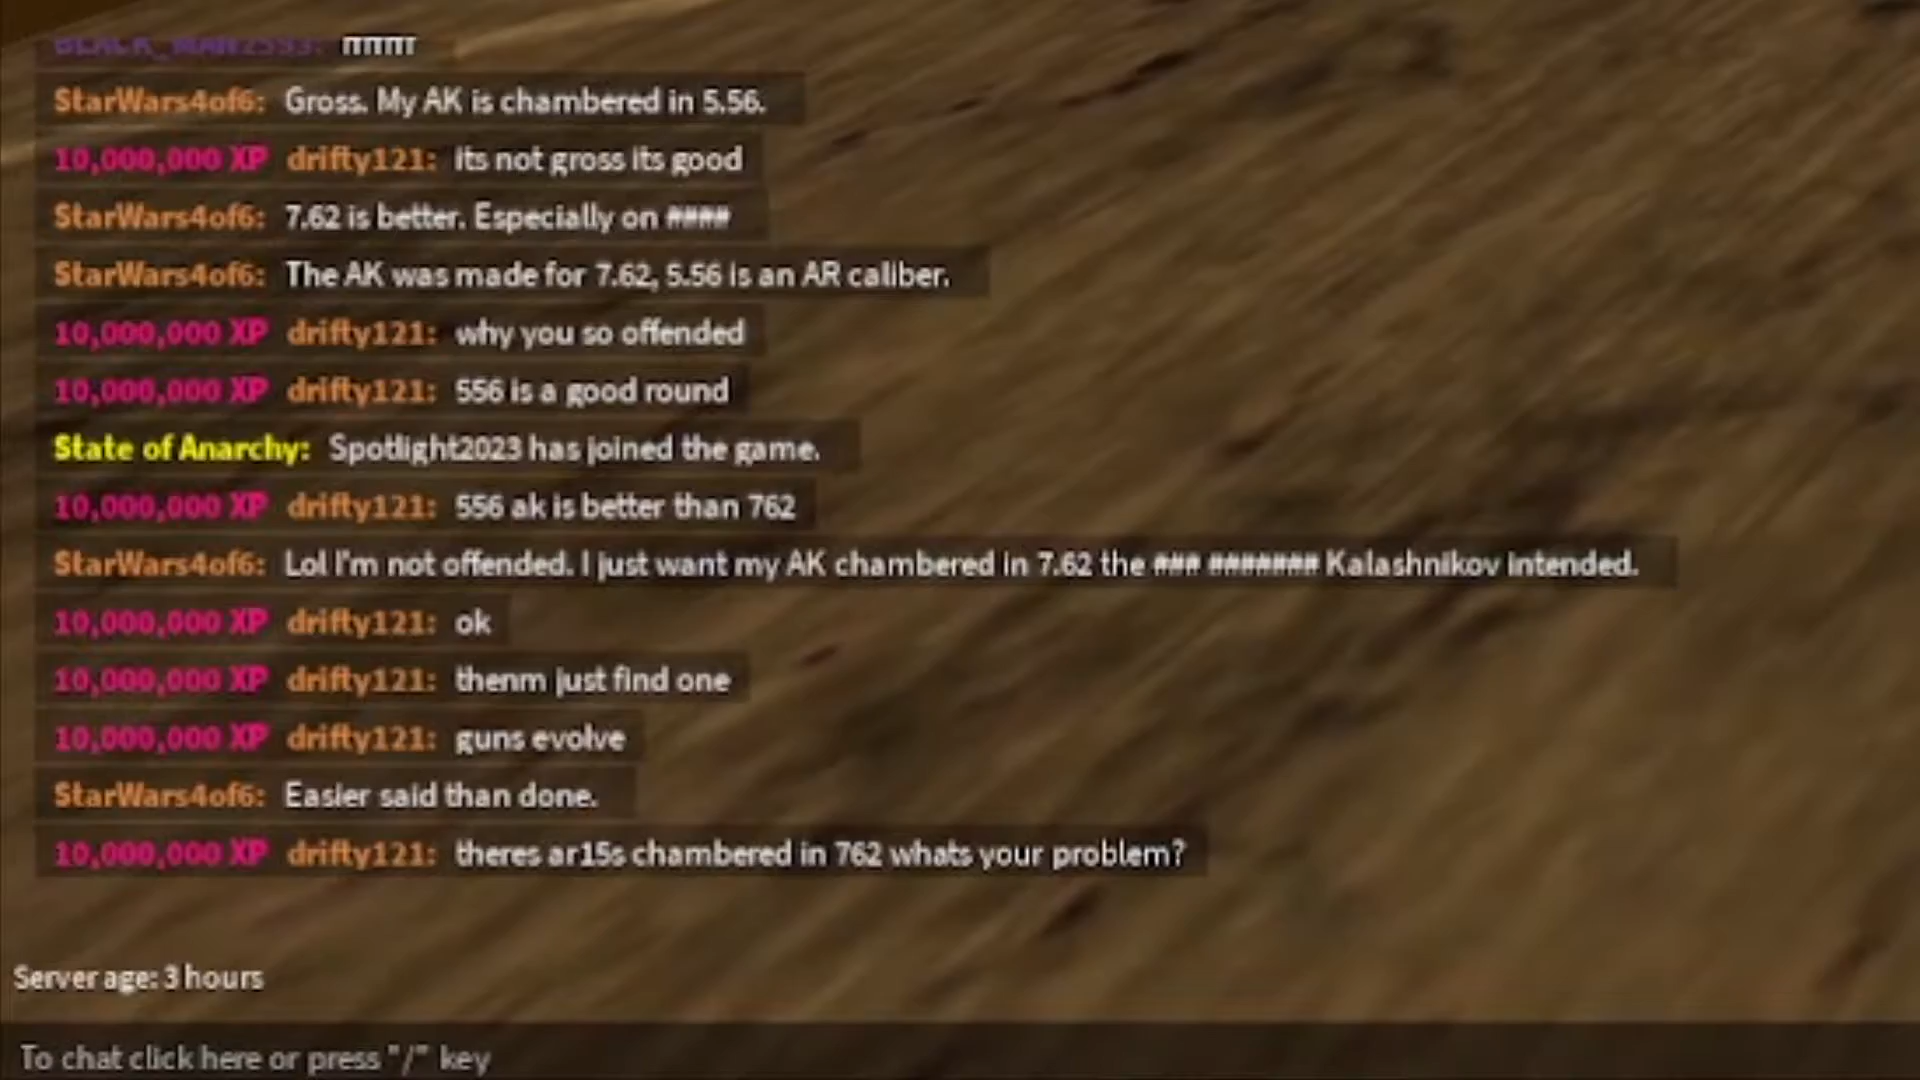 StarWars4of6: Gross. My AK is chambered in 5.56.
10,000,000 XP drifty121: its not gross its good
StarWars4of6: 7.62 is better. Especially on ####
StarWars4of6: The AK was made for 7.62, 5.56 is an AR caliber.
10,000,000 XP drifty121: why you so offended
10,000,000 XP drifty121: 556 is a good round
State of Anarchy: Spotlight2023 has joined the game.
10,000,000 XP drifty121: 556 ak is better than 762
StarWars4of6: Lol I'm not offended. I just want my AK chambered in 7.62 the ### ####### Kalashnikov intended.
10,000,000 XP drifty121: ok
10,000,000 XP drifty121: thenm just find one
10,000,000 XP drifty121: guns evolve
StarWars4of6: Easier said than done.
10,000,000 XP drifty121: theres ar15s chambered in 762 whats your problem?
Server age: 3 hours
To chat click here or press "/" key